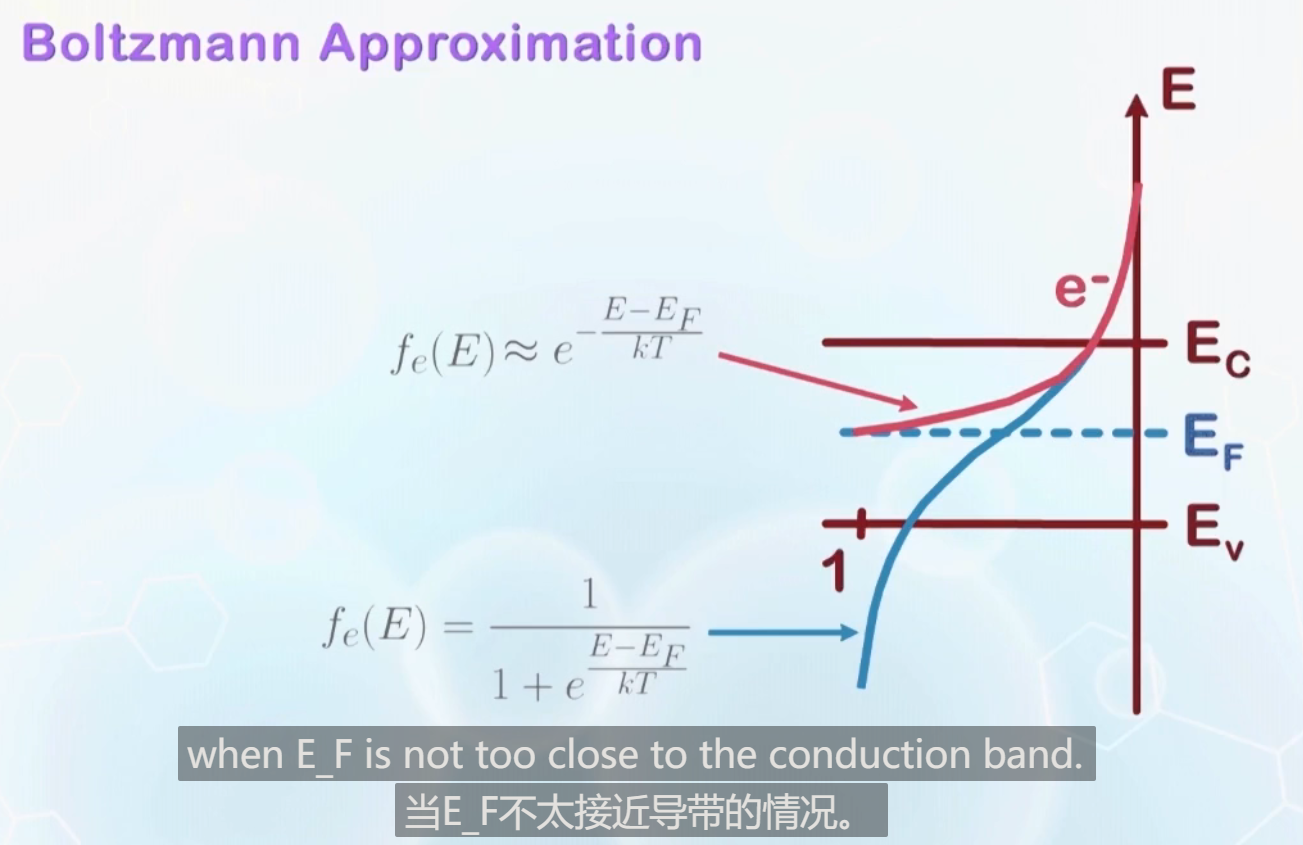 Boltzmann Approximation
E
e⁻
f_e(E) ≈ e^{-\frac{E-E_F}{kT}}
E_C
E_F
E_v
1
f_e(E) = \frac{1}{1+e^{\frac{E-E_F}{kT}}}
when E_F is not too close to the conduction band.
当E_F不太接近导带的情况。